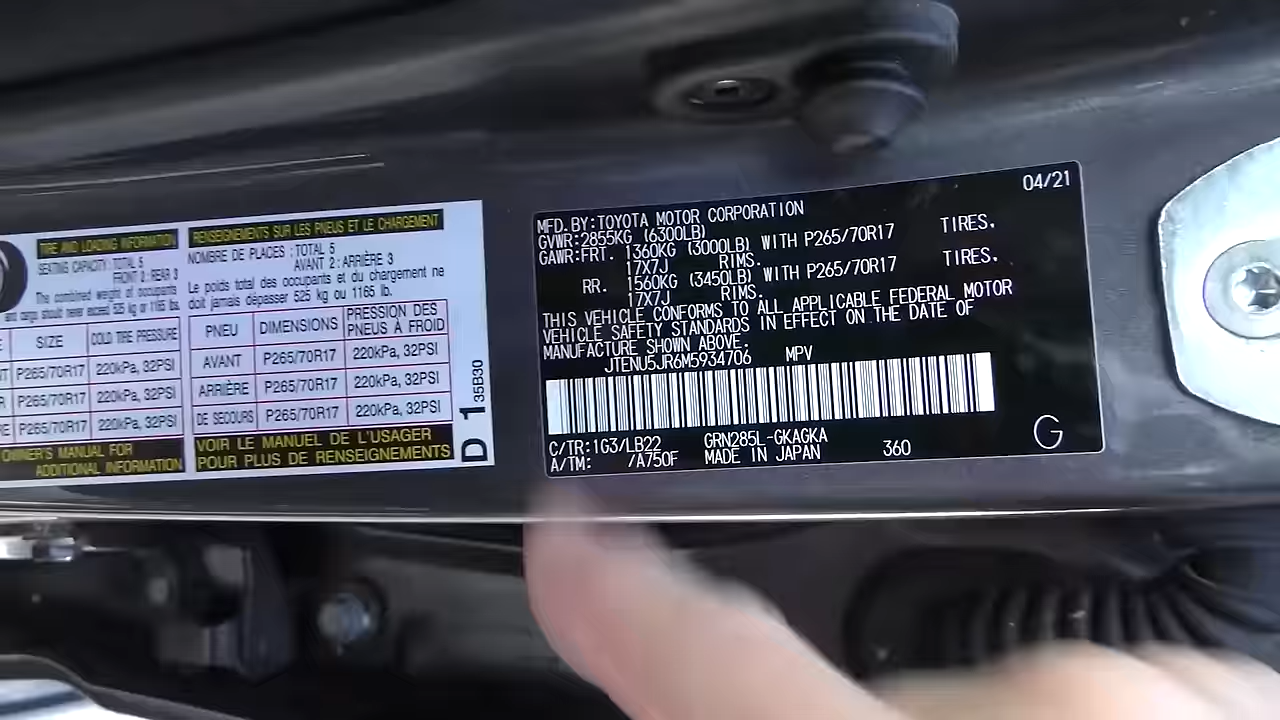 TIRE AND LOADING INFORMATION
SEATING CAPACITY: TOTAL 5
FRONT 2: REAR 3
The combined weight of occupants
and cargo should never exceed 525 kg or 1165 lbs.
SIZE COLD TIRE PRESSURE
P265/70R17 220kPa, 32PSI
P265/70R17 220kPa, 32PSI
P265/70R17 220kPa, 32PSI
OWNER'S MANUAL FOR
ADDITIONAL INFORMATION
RENSEIGNEMENTS SUR LES PNEUS ET LE CHARGEMENT
NOMBRE DE PLACES : TOTAL 5
AVANT 2 : ARRIÈRE 3
Le poids total des occupants et du chargement ne
doit jamais dépasser 525 kg ou 1165 lb.
PNEU DIMENSIONS PRESSION DES PNEUS À FROID
AVANT P265/70R17 220kPa, 32PSI
ARRIÈRE P265/70R17 220kPa, 32PSI
DE SECOURS P265/70R17 220kPa, 32PSI
VOIR LE MANUEL DE L'USAGER
POUR PLUS DE RENSEIGNEMENTS
D 1 35B30
04/21
MFD.BY:TOYOTA MOTOR CORPORATION
GVWR:2855KG (6300LB)
GAWR:FRT. 1360KG (3000LB) WITH P265/70R17 TIRES,
17X7J RIMS.
RR. 1560KG (3450LB) WITH P265/70R17 TIRES,
17X7J RIMS.
THIS VEHICLE CONFORMS TO ALL APPLICABLE FEDERAL MOTOR
VEHICLE SAFETY STANDARDS IN EFFECT ON THE DATE OF
MANUFACTURE SHOWN ABOVE.
JTENU5JR6M5934706 MPV
C/TR:1G3/LB22 GRN285L-GKAGKA
A/TM: /A750F MADE IN JAPAN 360
G